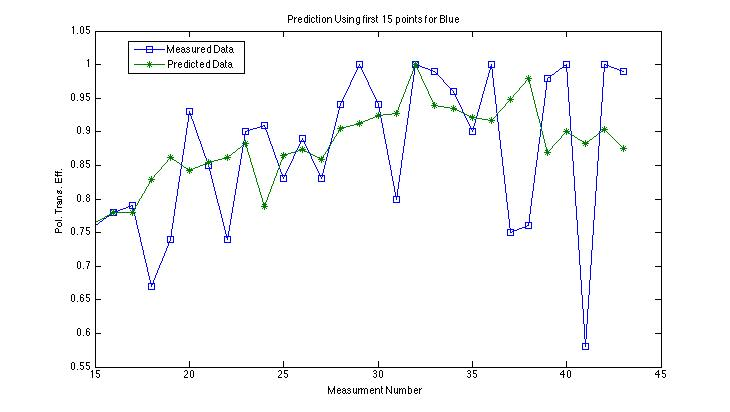 Prediction Using first 15 points for Blue
1.05
1
0.95
0.9
0.85
0.8
0.75
0.7
0.65
0.6
0.55
Pol. Trans. Eff.
Measured Data
Predicted Data
15 20 25 30 35 40 45
Measurment Number